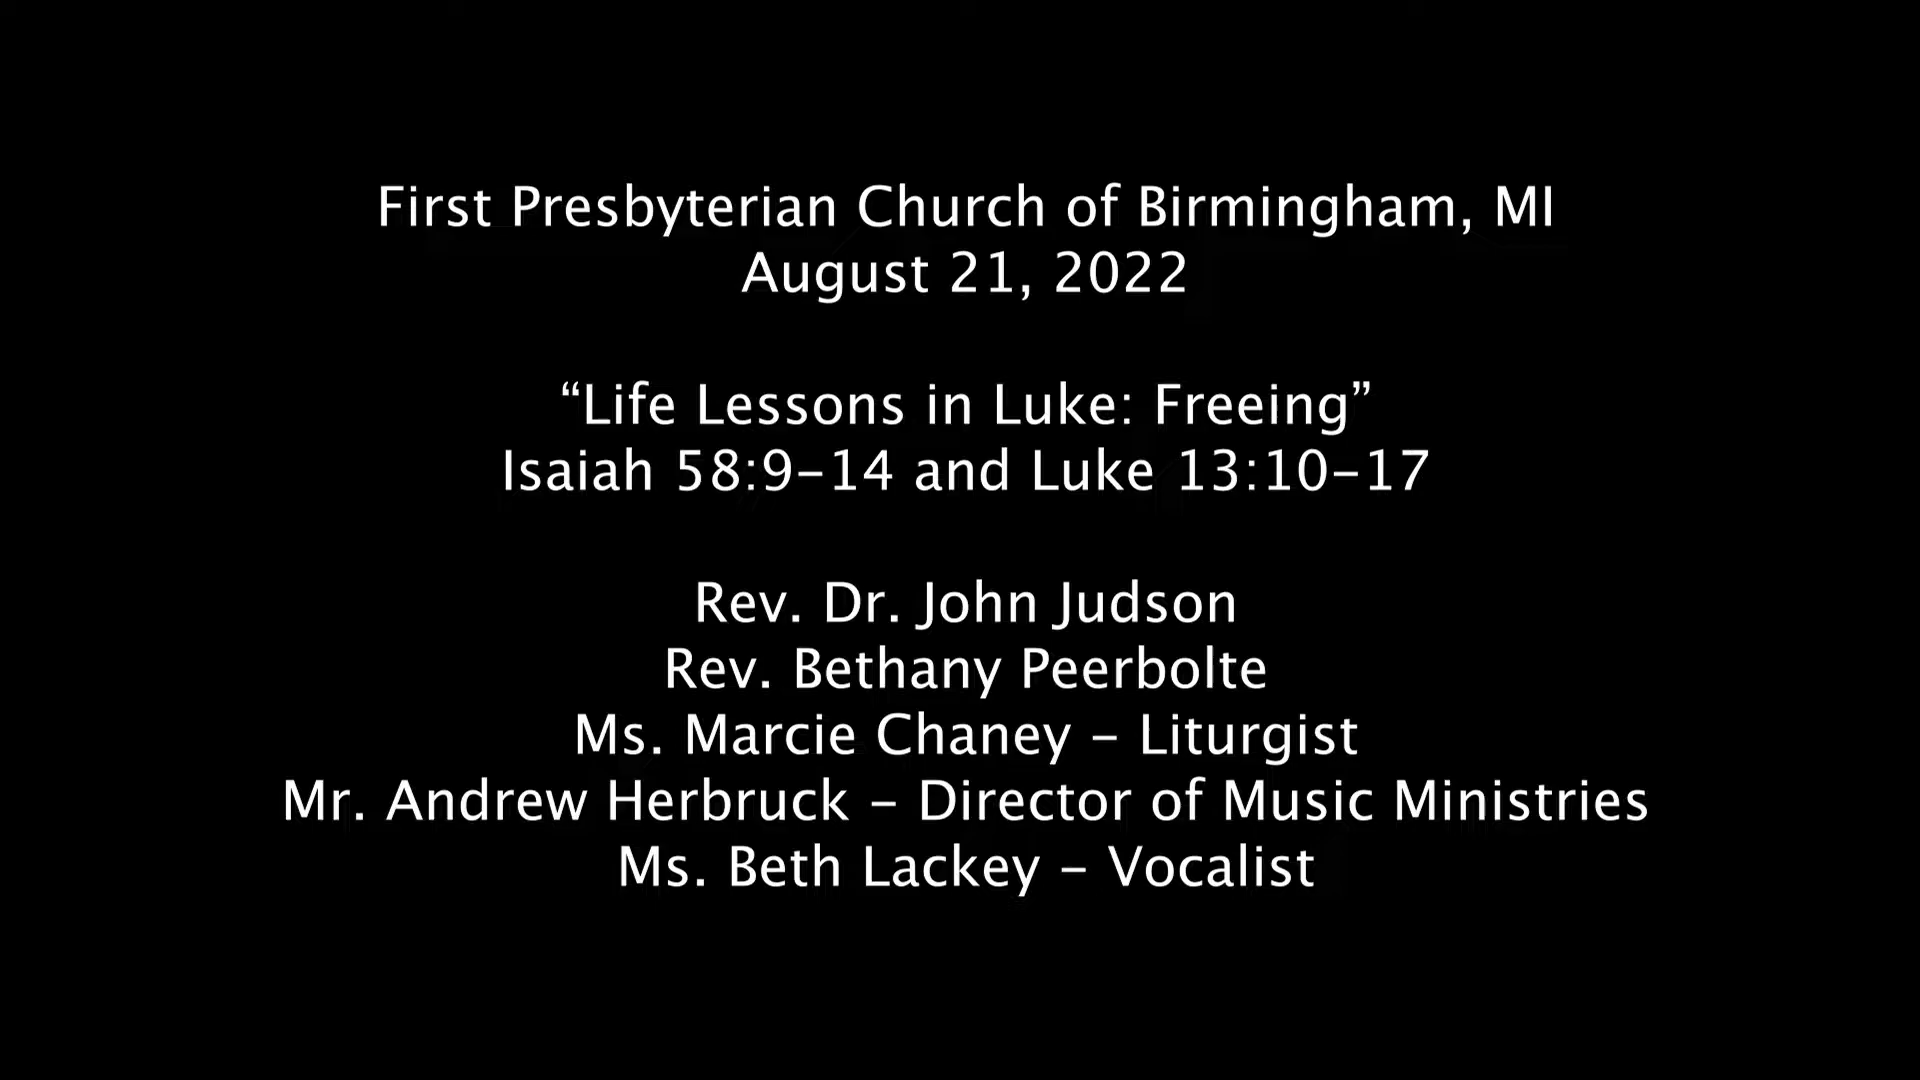 First Presbyterian Church of Birmingham, MI
August 21, 2022
“Life Lessons in Luke: Freeing”
Isaiah 58:9-14 and Luke 13:10-17
Rev. Dr. John Judson
Rev. Bethany Peerbolte
Ms. Marcie Chaney - Liturgist
Mr. Andrew Herbruck - Director of Music Ministries
Ms. Beth Lackey - Vocalist